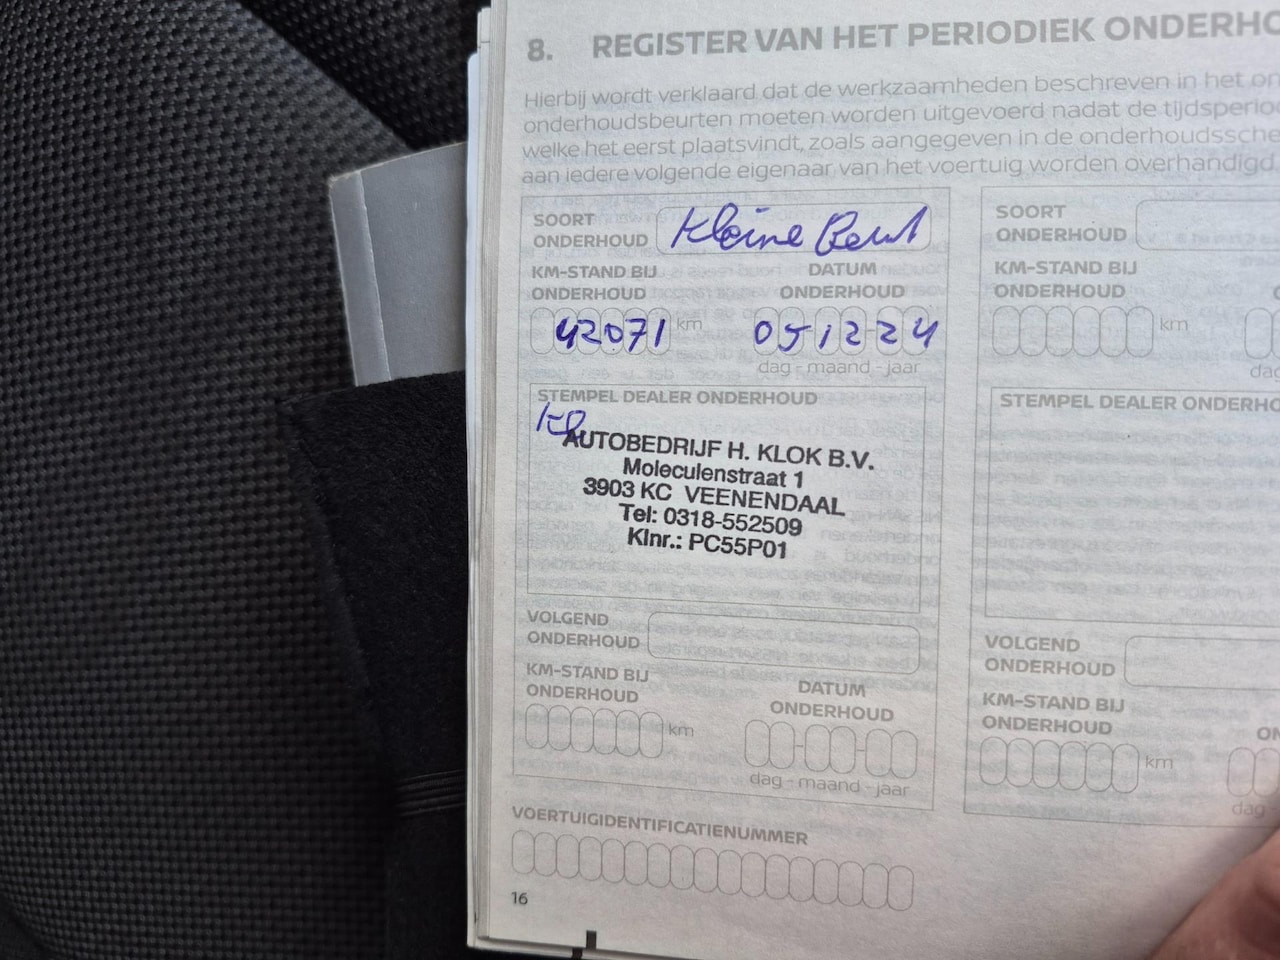 8. REGISTER VAN HET PERIODIEK ONDERHO
Hierbij wordt verklaard dat de werkzaamheden beschreven in het on
onderhoudsbeurten moeten worden uitgevoerd nadat de tijdsperio
welke het eerst plaatsvindt, zoals aangegeven in de onderhoudssche
aan iedere volgende eigenaar van het voertuig worden overhandigd.
SOORT
ONDERHOUD Kleine Beurt
KM-STAND BIJ
ONDERHOUD
42071 km
DATUM
ONDERHOUD
05 12 24
dag - maand - jaar
STEMPEL DEALER ONDERHOUD
AUTOBEDRIJF H. KLOK B.V.
Moleculenstraat 1
3903 KC VEENENDAAL
Tel: 0318-552509
Klnr.: PC55P01
VOLGEND
ONDERHOUD
KM-STAND BIJ
ONDERHOUD
km
DATUM
ONDERHOUD
dag - maand - jaar
SOORT
ONDERHOUD
KM-STAND BIJ
ONDERHOUD
km
dag
STEMPEL DEALER ONDERHO
VOLGEND
ONDERHOUD
KM-STAND BIJ
ONDERHOUD
km
ON
dag -
VOERTUIGIDENTIFICATIENUMMER
16